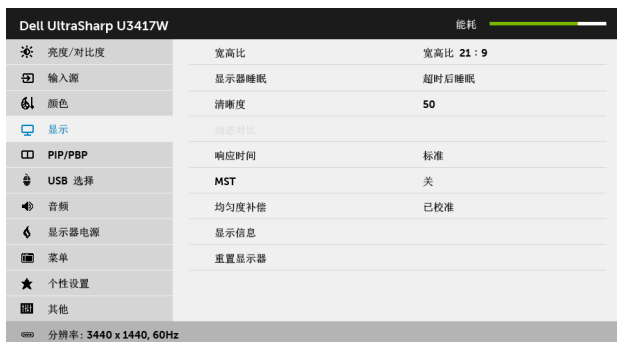 Dell UltraSharp U3417W 能耗
亮度/对比度 宽高比 宽高比 21：9
输入源 显示器睡眠 超时后睡眠
颜色 清晰度 50
显示 动态对比
PIP/PBP 响应时间 标准
USB 选择 MST 关
音频 均匀度补偿 已校准
显示器电源 显示信息
菜单 重置显示器
个性设置
其他
分辨率: 3440 x 1440, 60Hz